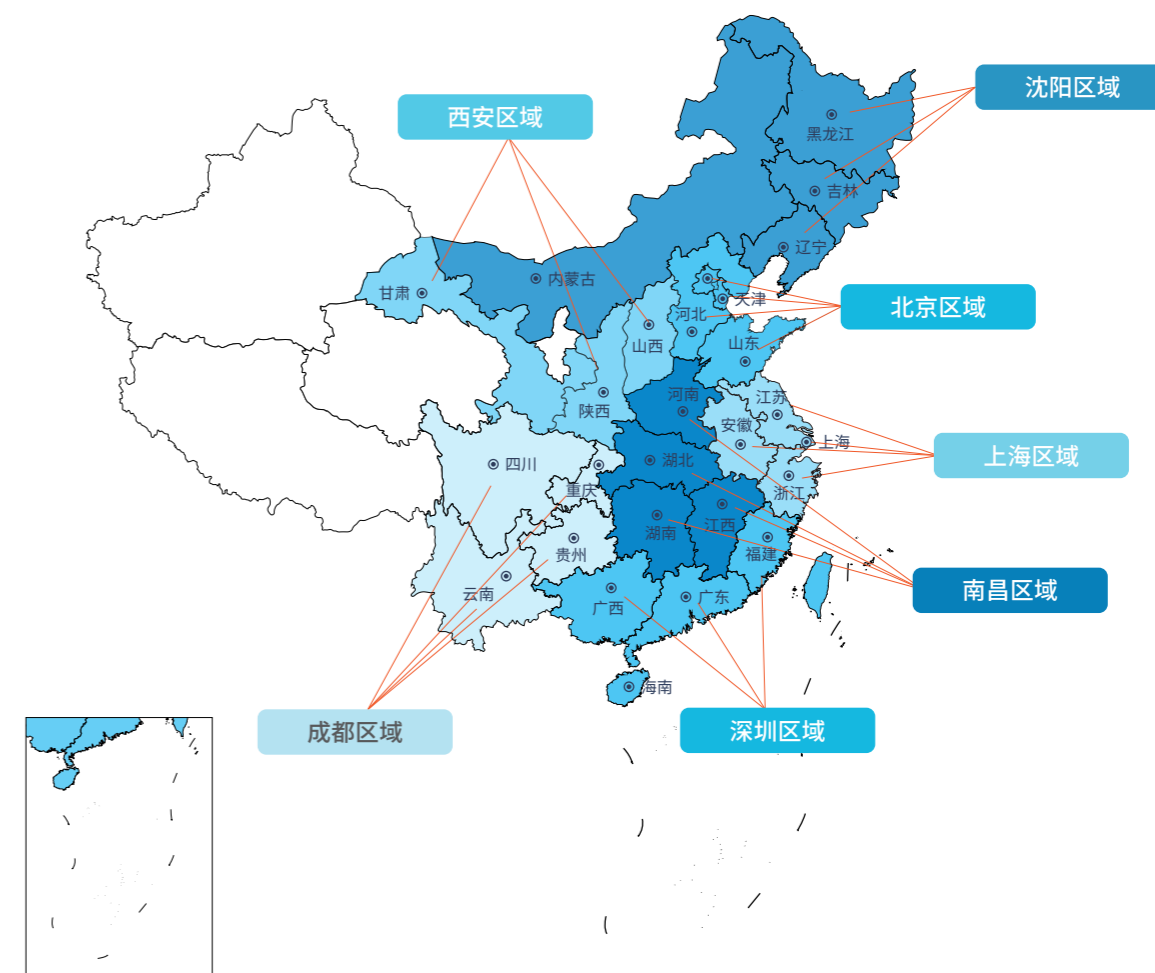 沈阳区域
西安区域
黑龙江
吉林
辽宁
内蒙古
甘肃
天津
北京区域
河北
山西
山东
河南
江苏
陕西
安徽
上海
上海区域
四川
湖北
重庆
浙江
江西
湖南
贵州
福建
南昌区域
云南
广西
广东
海南
成都区域
深圳区域